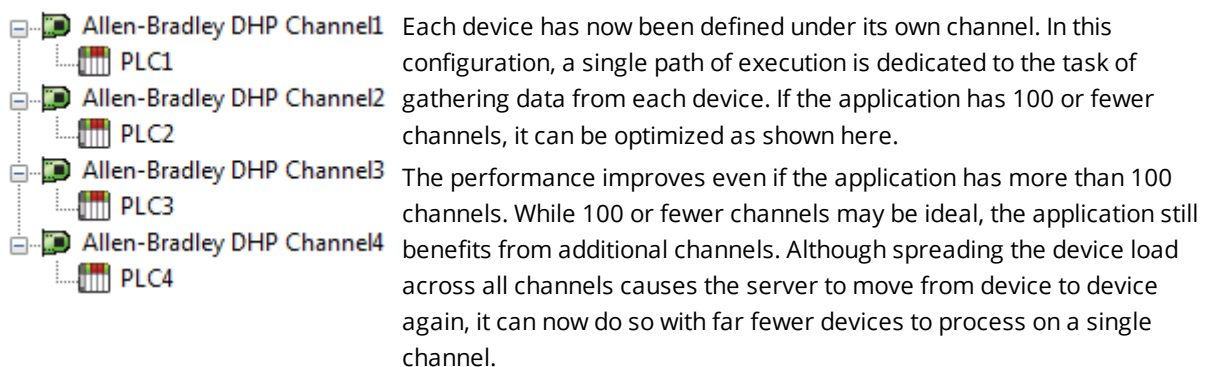 Allen-Bradley DHP Channel1
PLC1
Allen-Bradley DHP Channel2
PLC2
Allen-Bradley DHP Channel3
PLC3
Allen-Bradley DHP Channel4
PLC4
Each device has now been defined under its own channel. In this
configuration, a single path of execution is dedicated to the task of
gathering data from each device. If the application has 100 or fewer
channels, it can be optimized as shown here.
The performance improves even if the application has more than 100
channels. While 100 or fewer channels may be ideal, the application still
benefits from additional channels. Although spreading the device load
across all channels causes the server to move from device to device
again, it can now do so with far fewer devices to process on a single
channel.